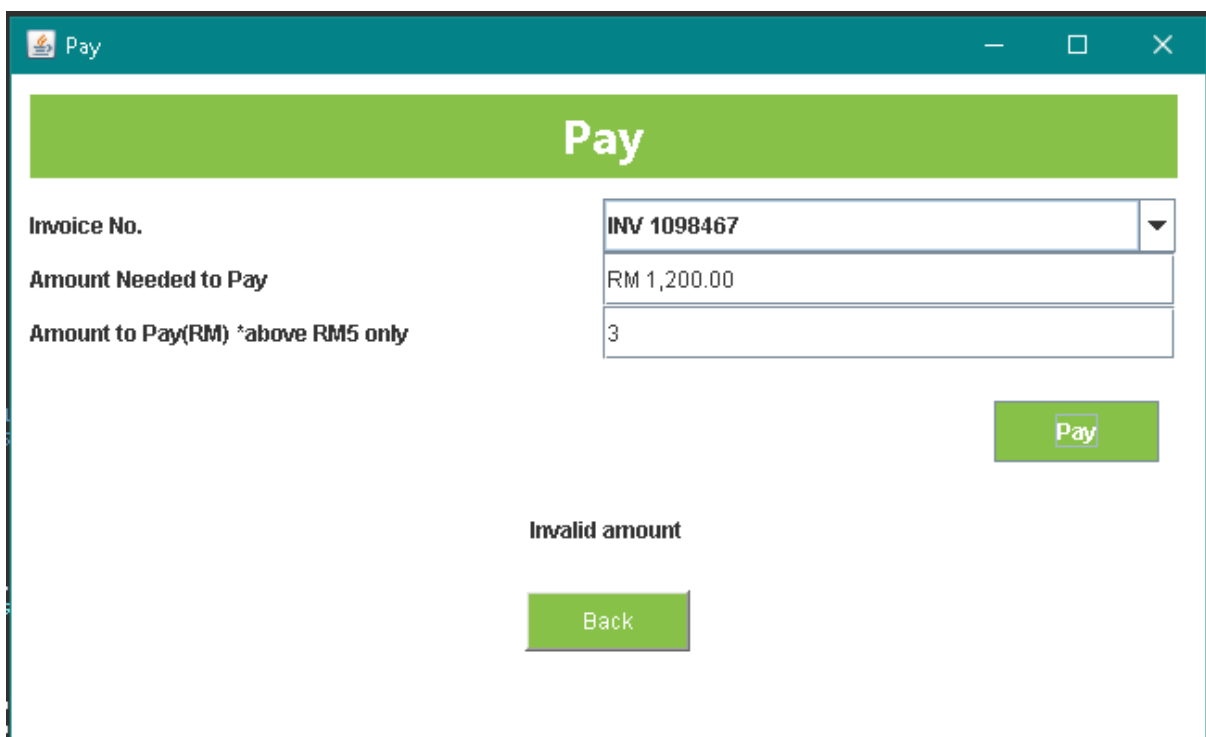 Pay
Pay
Invoice No. INV 1098467
Amount Needed to Pay RM 1,200.00
Amount to Pay(RM) *above RM5 only 3
Pay
Invalid amount
Back